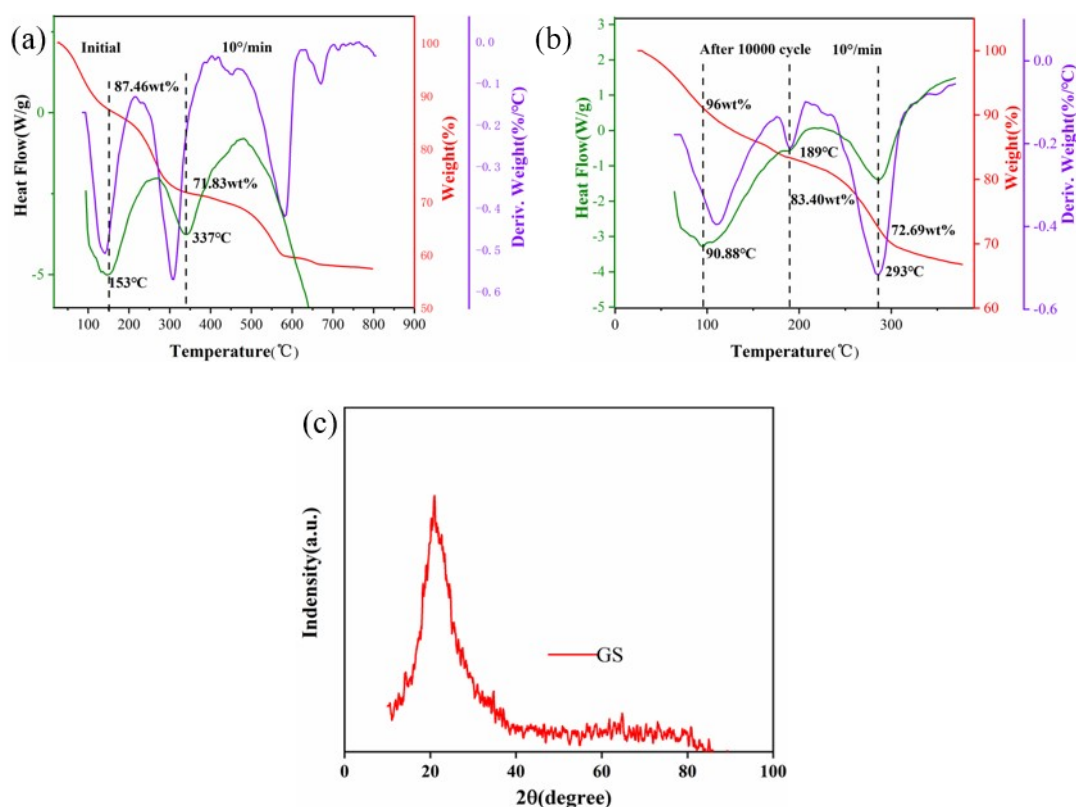 (a)
Initial
10°/min
87.46wt%
71.83wt%
337℃
153℃
0
-5
Heat Flow(W/g)
100 200 300 400 500 600 700 800 900
Temperature(℃)
100
90
80
70
60
50
Weight(%)
0.0
-0.1
-0.2
-0.3
-0.4
-0.5
-0.6
Deriv. Weight(%/℃)
(b)
After 10000 cycle
10°/min
96wt%
189℃
83.40wt%
72.69wt%
90.88℃
293℃
3
2
1
0
-1
-2
-3
-4
-5
Heat Flow(W/g)
0 100 200 300
Temperature(℃)
100
90
80
70
60
Weight(%)
0.0
-0.2
-0.4
-0.6
Deriv. Weight(%/℃)
(c)
Indensity(a.u.)
GS
0 20 40 60 80 100
2θ(degree)